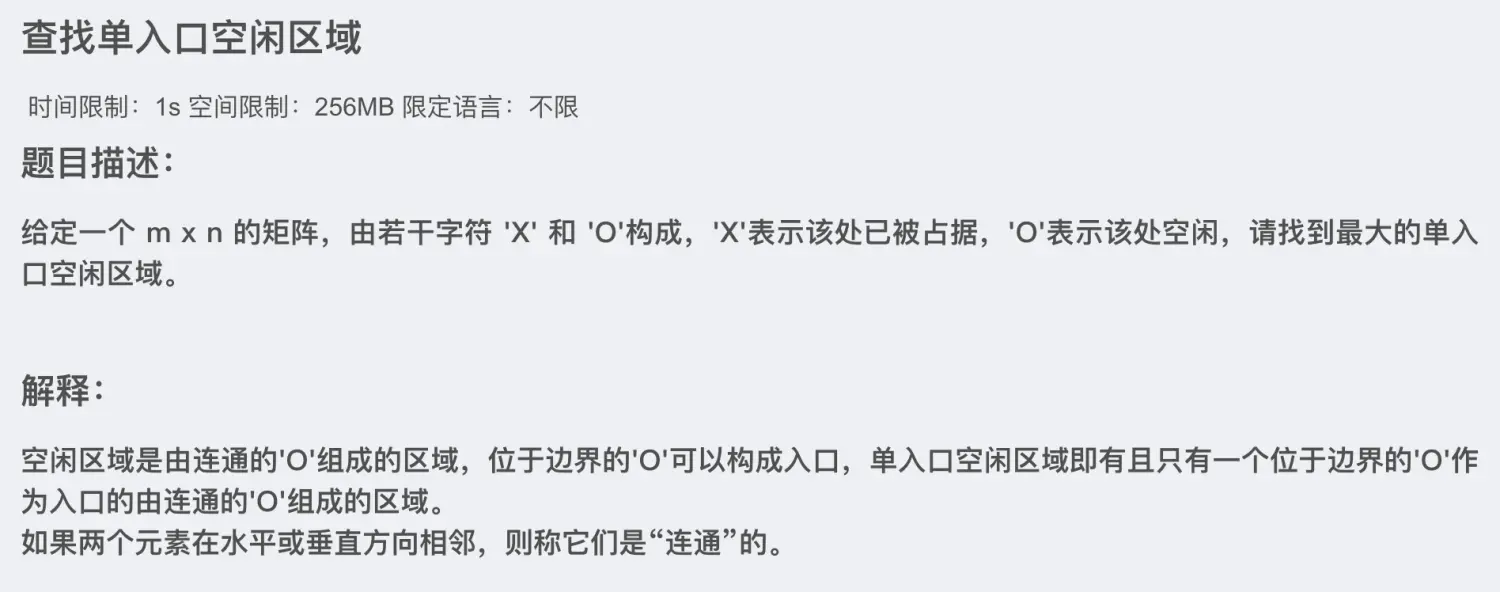 查找单入口空闲区域
时间限制：1s 空间限制：256MB 限定语言：不限
题目描述：
给定一个 m x n 的矩阵，由若干字符 'X' 和 'O'构成，'X'表示该处已被占据，'O'表示该处空闲，请找到最大的单入
口空闲区域。
解释：
空闲区域是由连通的'O'组成的区域，位于边界的'O'可以构成入口，单入口空闲区域即有且只有一个位于边界的'O'作
为入口的由连通的'O'组成的区域。
如果两个元素在水平或垂直方向相邻，则称它们是“连通”的。